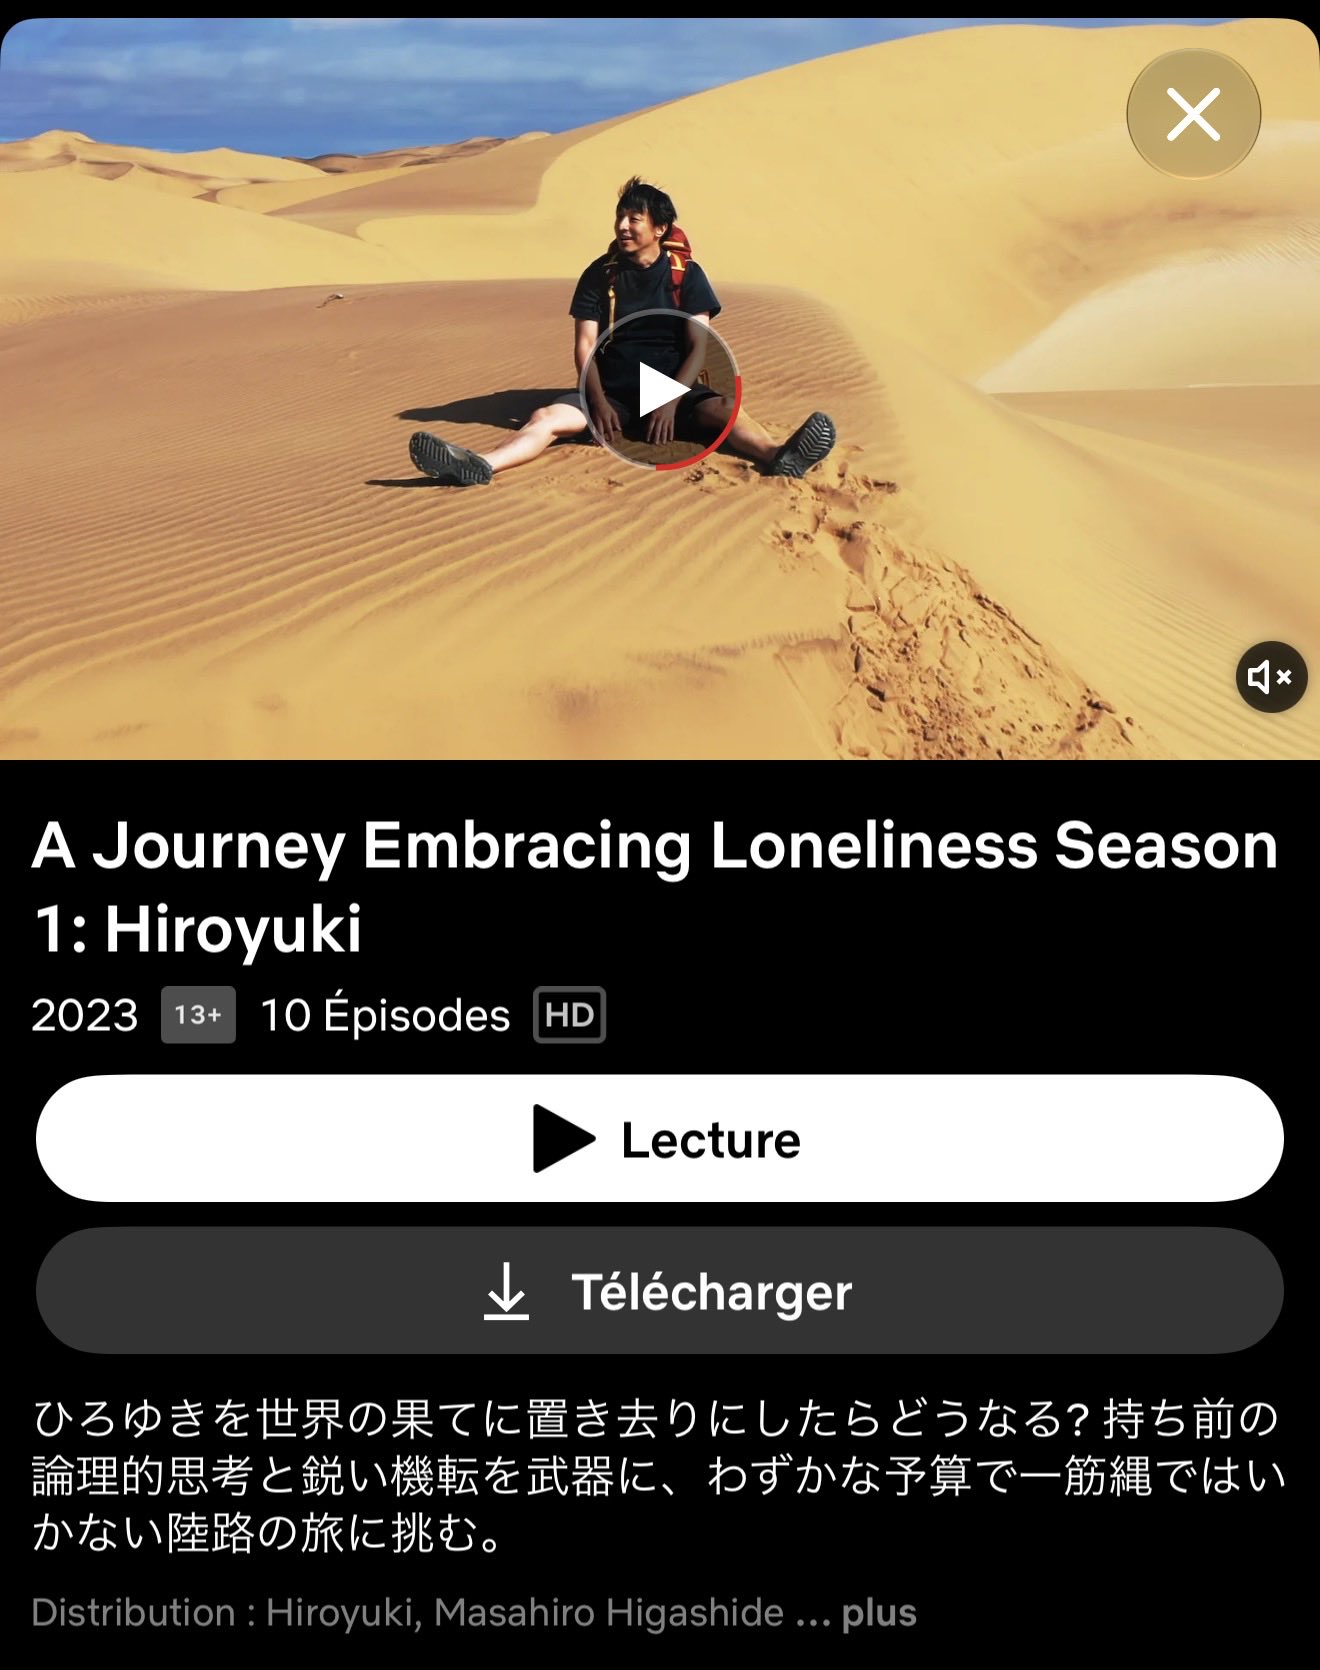 A Journey Embracing Loneliness Season
1: Hiroyuki
2023 13+ 10 Épisodes HD
Lecture
Télécharger
ひろゆきを世界の果てに置き去りにしたらどうなる? 持ち前の
論理的思考と鋭い機転を武器に、わずかな予算で一筋縄ではい
かない陸路の旅に挑む。
Distribution : Hiroyuki, Masahiro Higashide ... plus